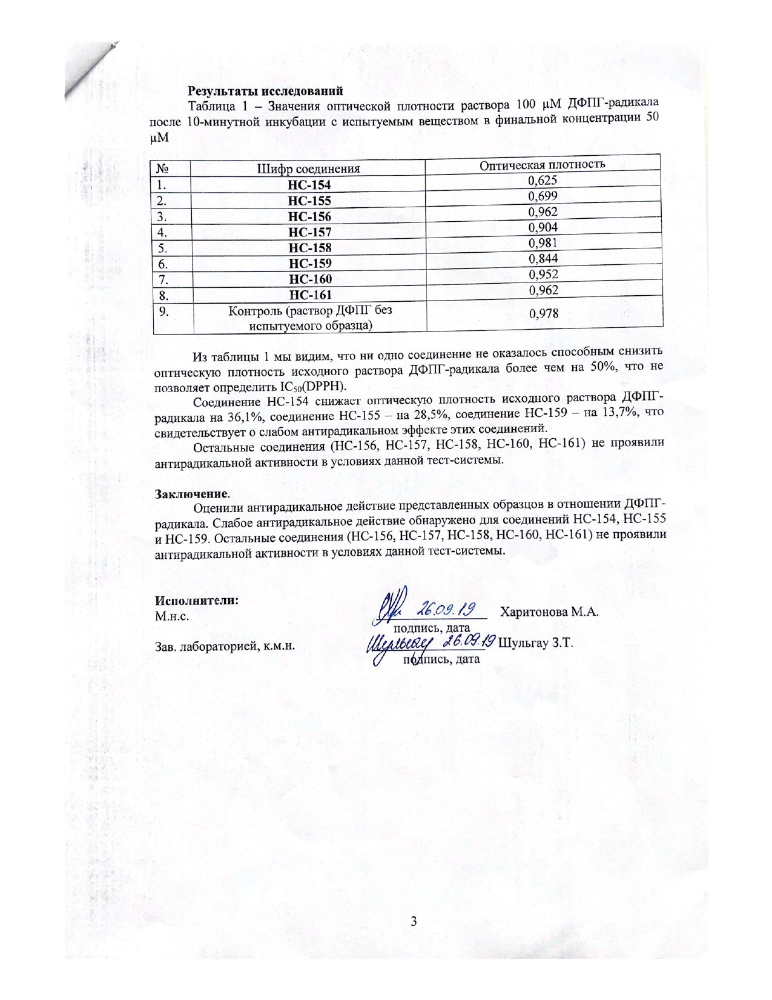 Результаты исследований
Таблица 1 – Значения оптической плотности раствора 100 µМ ДФПГ-радикала
после 10-минутной инкубации с испытуемым веществом в финальной концентрации 50
µМ
№ Шифр соединения Оптическая плотность
1. НС-154 0,625
2. НС-155 0,699
3. НС-156 0,962
4. НС-157 0,904
5. НС-158 0,981
6. НС-159 0,844
7. НС-160 0,952
8. НС-161 0,962
9. Контроль (раствор ДФПГ без
испытуемого образца) 0,978
Из таблицы 1 мы видим, что ни одно соединение не оказалось способным снизить
оптическую плотность исходного раствора ДФПГ-радикала более чем на 50%, что не
позволяет определить IC₅₀(DPPH).
Соединение НС-154 снижает оптическую плотность исходного раствора ДФПГ-
радикала на 36,1%, соединение НС-155 – на 28,5%, соединение НС-159 – на 13,7%, что
свидетельствует о слабом антирадикальном эффекте этих соединений.
Остальные соединения (НС-156, НС-157, НС-158, НС-160, НС-161) не проявили
антирадикальной активности в условиях данной тест-системы.
Заключение.
Оценили антирадикальное действие представленных образцов в отношении ДФПГ-
радикала. Слабое антирадикальное действие обнаружено для соединений НС-154, НС-155
и НС-159. Остальные соединения (НС-156, НС-157, НС-158, НС-160, НС-161) не проявили
антирадикальной активности в условиях данной тест-системы.
Исполнители:
М.н.с. 26.09.19 Харитонова М.А.
подпись, дата
Зав. лабораторией, к.м.н. Шульгау 26.09.19 Шульгау З.Т.
подпись, дата
3